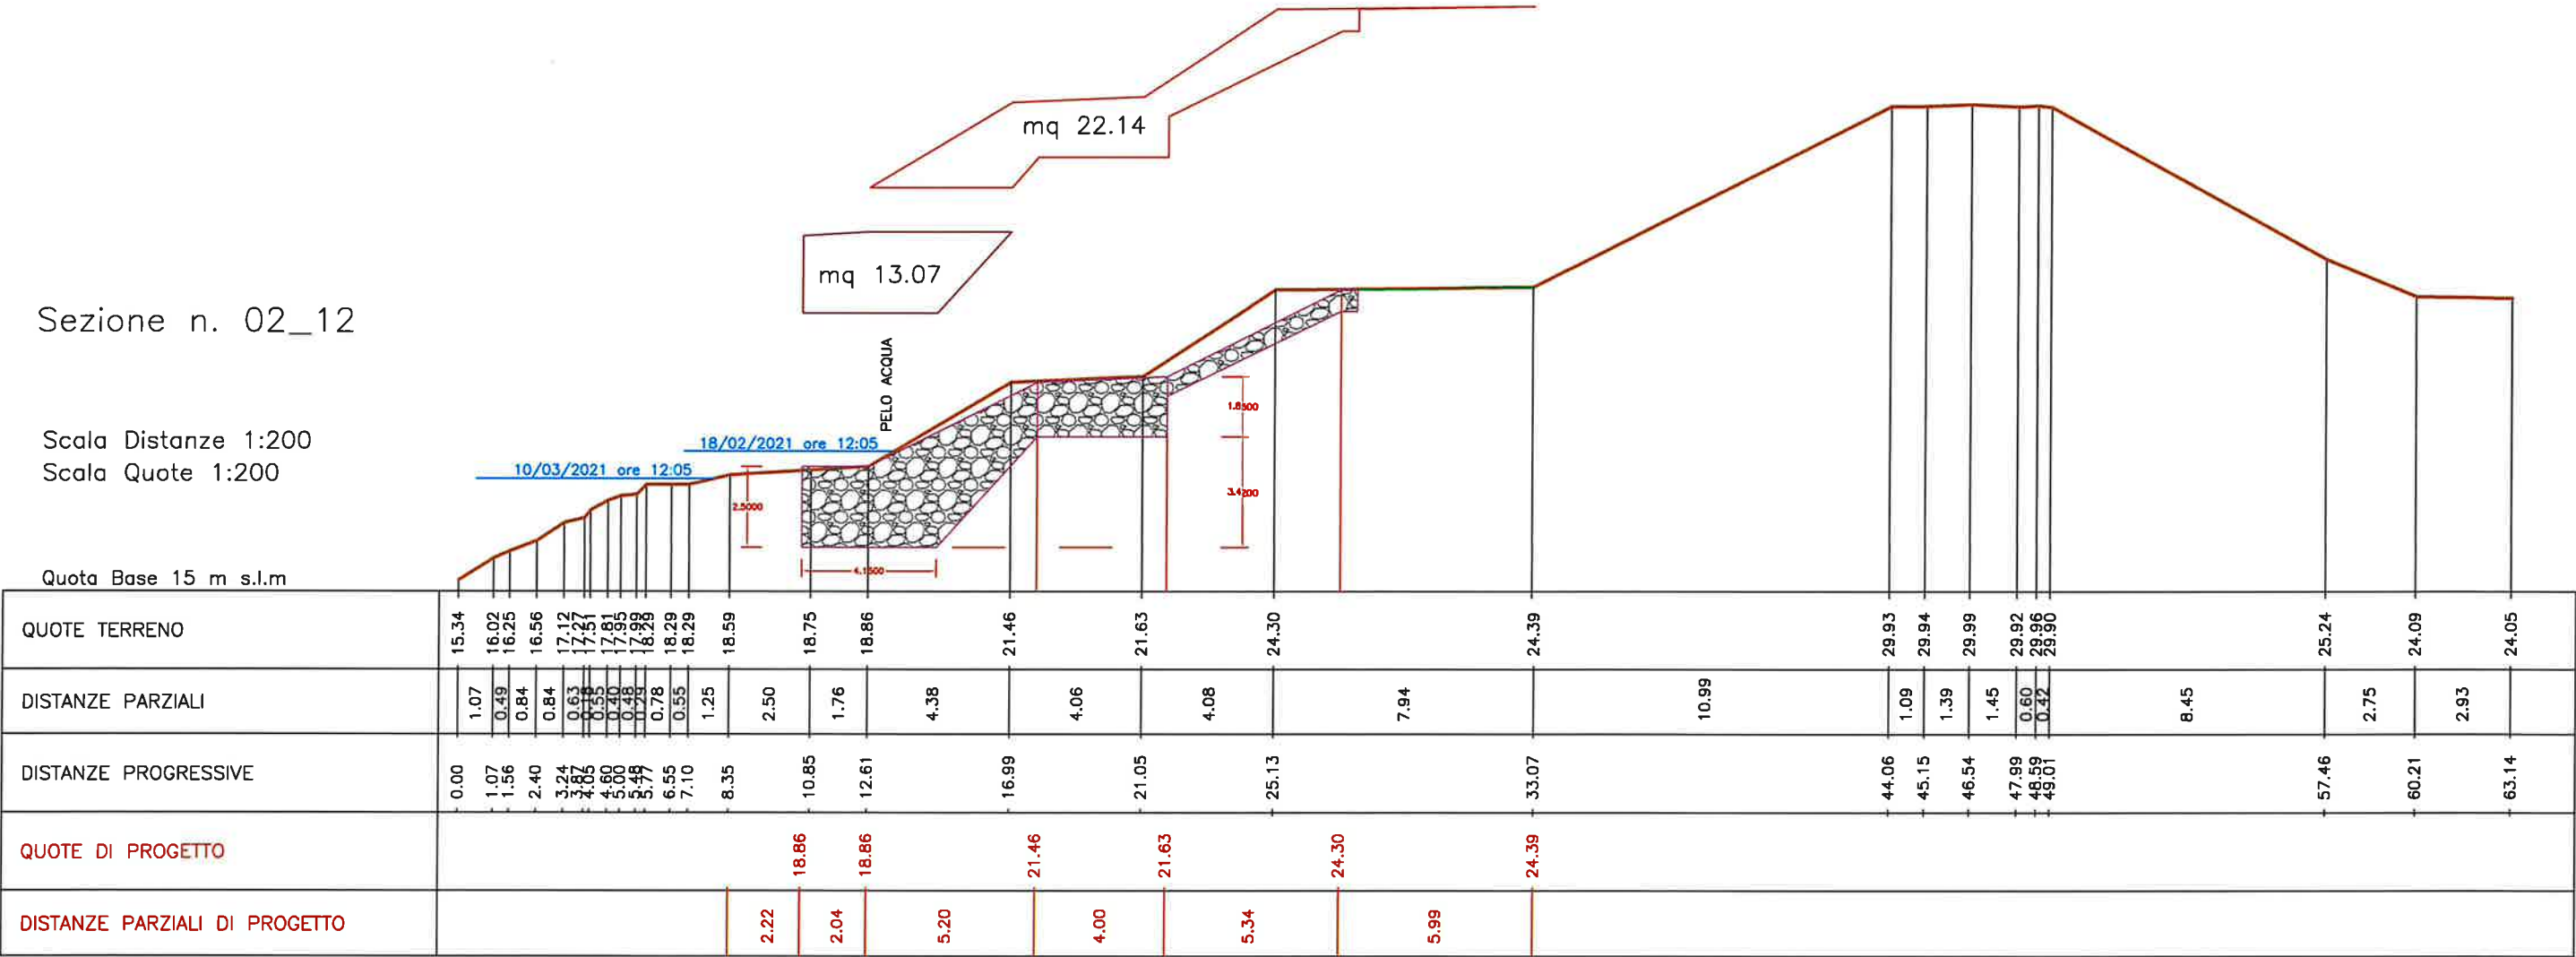 mq 22.14
mq 13.07
Sezione n. 02_12
PELO ACQUA
Scala Distanze 1:200
Scala Quote 1:200
18/02/2021 ore 12:05
10/03/2021 ore 12:05
1.8500
3.4200
2.5000
4.1500
Quota Base 15 m s.l.m
QUOTE TERRENO 15.34 16.02 16.25 16.56 17.12 17.27 17.51 17.81 17.95 17.99 18.29 18.29 18.29 18.59 18.75 18.86 21.46 21.63 24.30 24.39 29.93 29.94 29.99 29.92 29.96 29.90 25.24 24.09 24.05
DISTANZE PARZIALI 1.07 0.49 0.84 0.84 0.63 0.18 0.55 0.40 0.48 0.29 0.78 0.55 1.25 2.50 1.76 4.38 4.06 4.08 7.94 10.99 1.09 1.39 1.45 0.60 0.42 8.45 2.75 2.93
DISTANZE PROGRESSIVE 0.00 1.07 1.56 2.40 3.24 3.87 4.05 4.60 5.00 5.48 5.77 6.55 7.10 8.35 10.85 12.61 16.99 21.05 25.13 33.07 44.06 45.15 46.54 47.99 48.59 49.01 57.46 60.21 63.14
QUOTE DI PROGETTO 18.86 18.86 21.46 21.63 24.30 24.39
DISTANZE PARZIALI DI PROGETTO 2.22 2.04 5.20 4.00 5.34 5.99